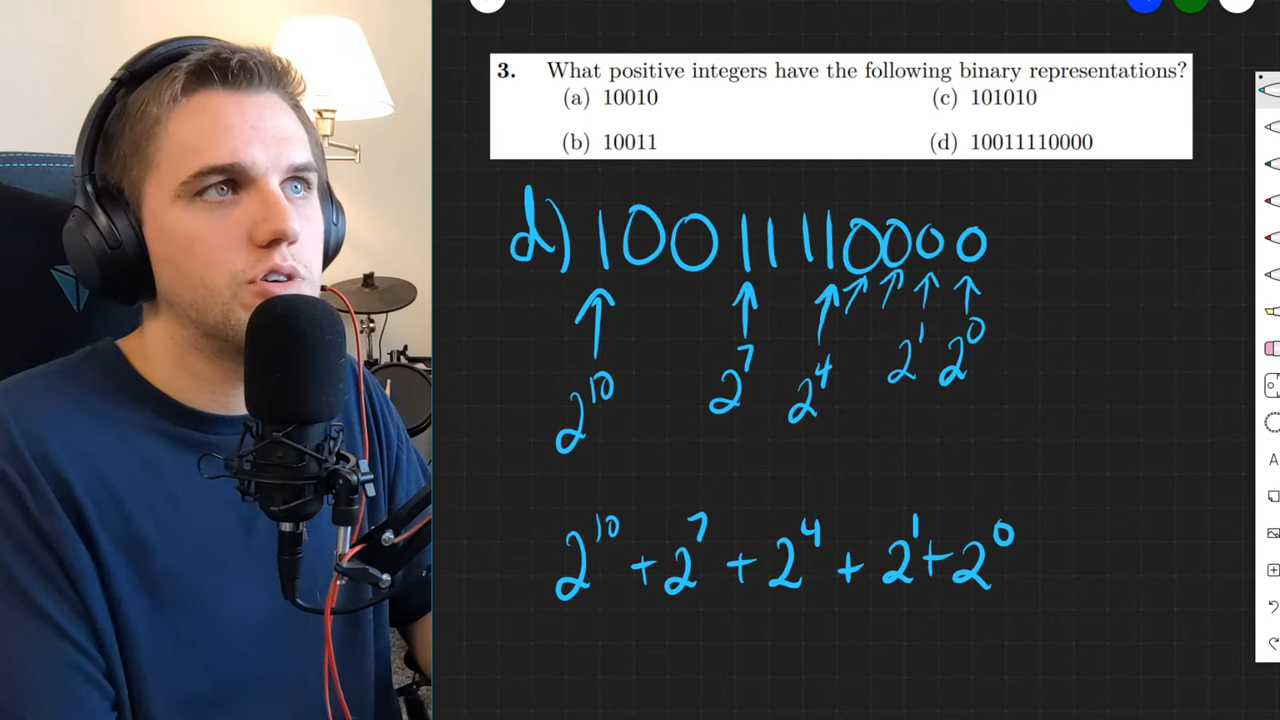 3. What positive integers have the following binary representations?
(a) 10010 (c) 101010
(b) 10011 (d) 10011110000
d) 10011110000
2^10 2^7 2^4 2^1 2^0
2^10 + 2^7 + 2^4 + 2^1 + 2^0
A